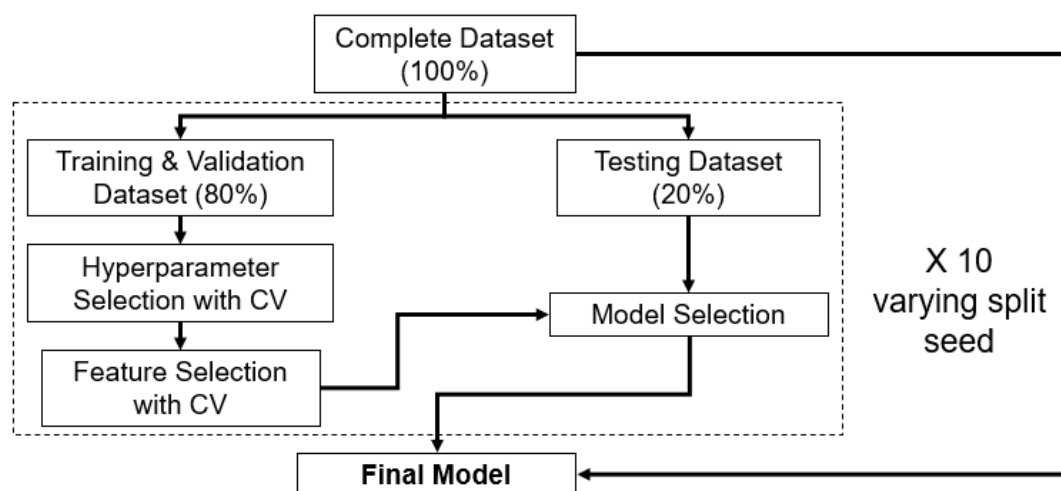 Complete Dataset
(100%)
Training & Validation
Dataset (80%)
Testing Dataset
(20%)
Hyperparameter
Selection with CV
Model Selection
X 10
varying split
seed
Feature Selection
with CV
Final Model